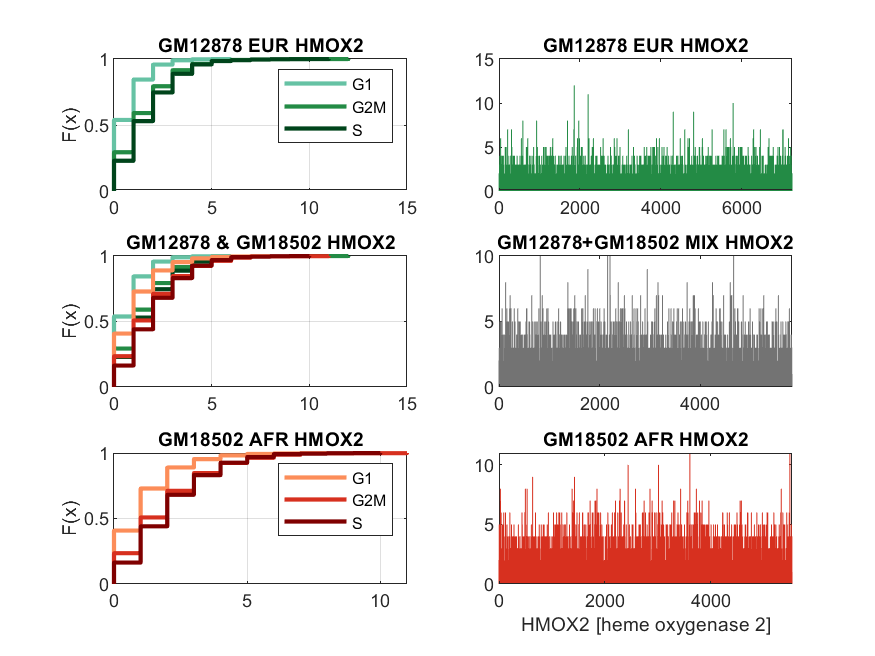 GM12878 EUR HMOX2
1
0.5
0
F(x)
0 5 10 15
G1
G2M
S
GM12878 EUR HMOX2
15
10
5
0
0 2000 4000 6000
GM12878 & GM18502 HMOX2
1
0.5
0
F(x)
0 5 10 15
GM12878+GM18502 MIX HMOX2
10
5
0
0 2000 4000
GM18502 AFR HMOX2
1
0.5
0
F(x)
0 5 10
G1
G2M
S
GM18502 AFR HMOX2
10
5
0
0 2000 4000
HMOX2 [heme oxygenase 2]